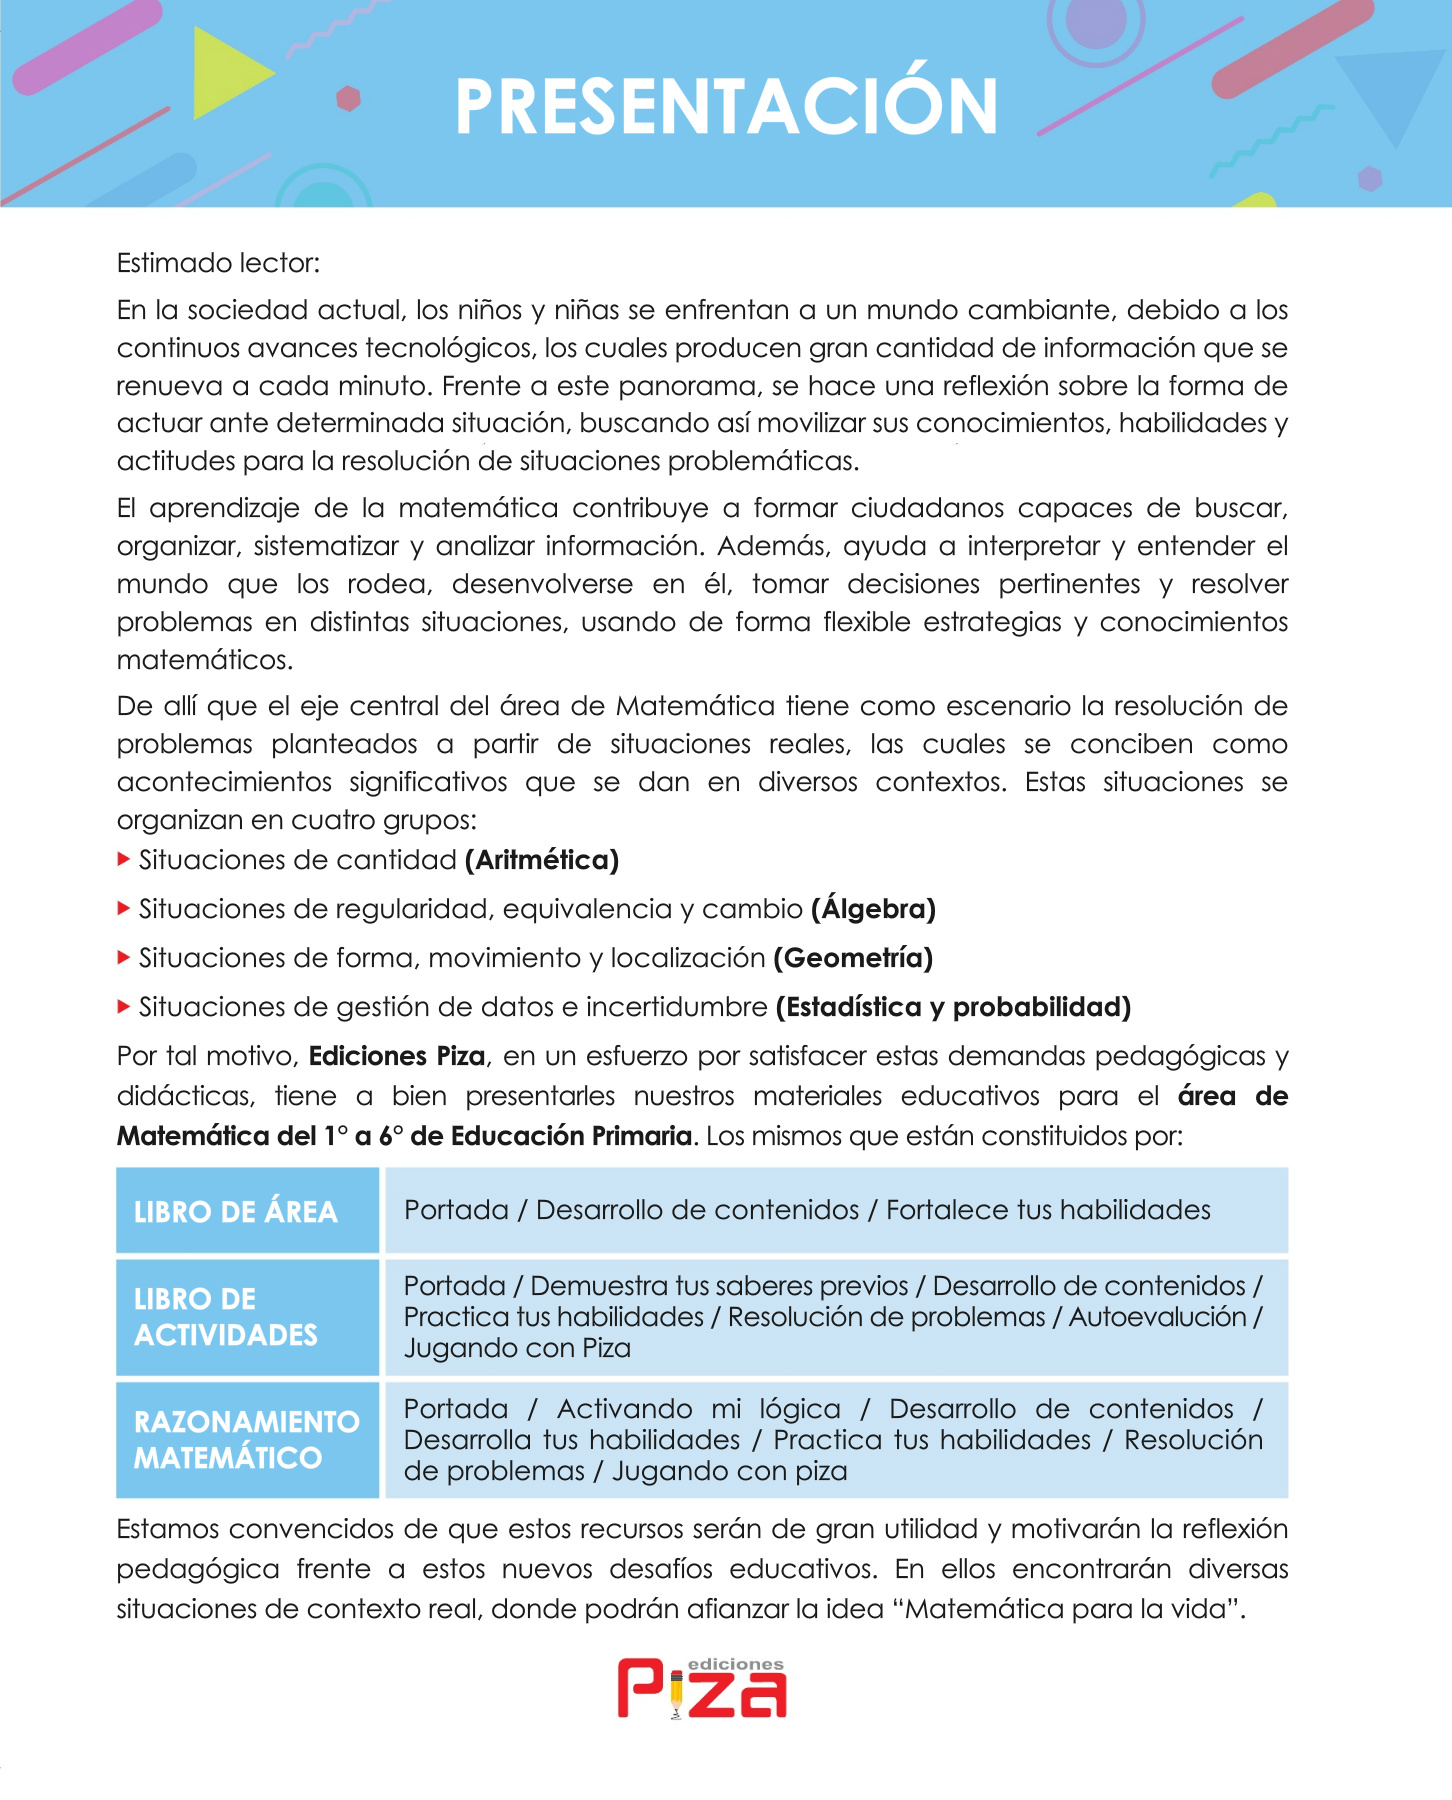 PRESENTACIÓN
Estimado lector:
En la sociedad actual, los niños y niñas se enfrentan a un mundo cambiante, debido a los
continuos avances tecnológicos, los cuales producen gran cantidad de información que se
renueva a cada minuto. Frente a este panorama, se hace una reflexión sobre la forma de
actuar ante determinada situación, buscando así movilizar sus conocimientos, habilidades y
actitudes para la resolución de situaciones problemáticas.
El aprendizaje de la matemática contribuye a formar ciudadanos capaces de buscar,
organizar, sistematizar y analizar información. Además, ayuda a interpretar y entender el
mundo que los rodea, desenvolverse en él, tomar decisiones pertinentes y resolver
problemas en distintas situaciones, usando de forma flexible estrategias y conocimientos
matemáticos.
De allí que el eje central del área de Matemática tiene como escenario la resolución de
problemas planteados a partir de situaciones reales, las cuales se conciben como
acontecimientos significativos que se dan en diversos contextos. Estas situaciones se
organizan en cuatro grupos:
Situaciones de cantidad (Aritmética)
Situaciones de regularidad, equivalencia y cambio (Álgebra)
Situaciones de forma, movimiento y localización (Geometría)
Situaciones de gestión de datos e incertidumbre (Estadística y probabilidad)
Por tal motivo, Ediciones Piza, en un esfuerzo por satisfacer estas demandas pedagógicas y
didácticas, tiene a bien presentarles nuestros materiales educativos para el área de
Matemática del 1° a 6° de Educación Primaria. Los mismos que están constituidos por:
LIBRO DE ÁREA
Portada / Desarrollo de contenidos / Fortalece tus habilidades
LIBRO DE
ACTIVIDADES
Portada / Demuestra tus saberes previos / Desarrollo de contenidos /
Practica tus habilidades / Resolución de problemas / Autoevalución /
Jugando con Piza
RAZONAMIENTO
MATEMÁTICO
Portada / Activando mi lógica / Desarrollo de contenidos /
Desarrolla tus habilidades / Practica tus habilidades / Resolución
de problemas / Jugando con piza
Estamos convencidos de que estos recursos serán de gran utilidad y motivarán la reflexión
pedagógica frente a estos nuevos desafíos educativos. En ellos encontrarán diversas
situaciones de contexto real, donde podrán afianzar la idea “Matemática para la vida”.
ediciones
Piza